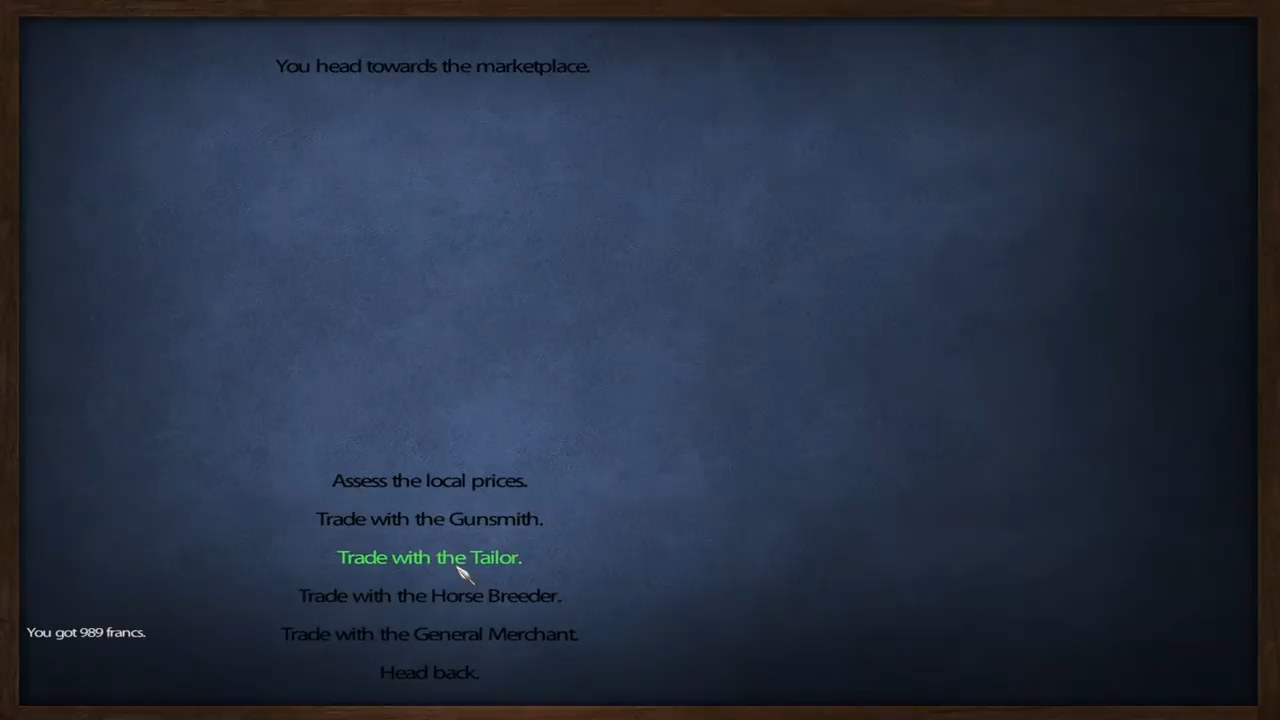 You head towards the marketplace.
Assess the local prices.
Trade with the Gunsmith.
Trade with the Tailor.
Trade with the Horse Breeder.
You got 989 francs.
Trade with the General Merchant.
Head back.